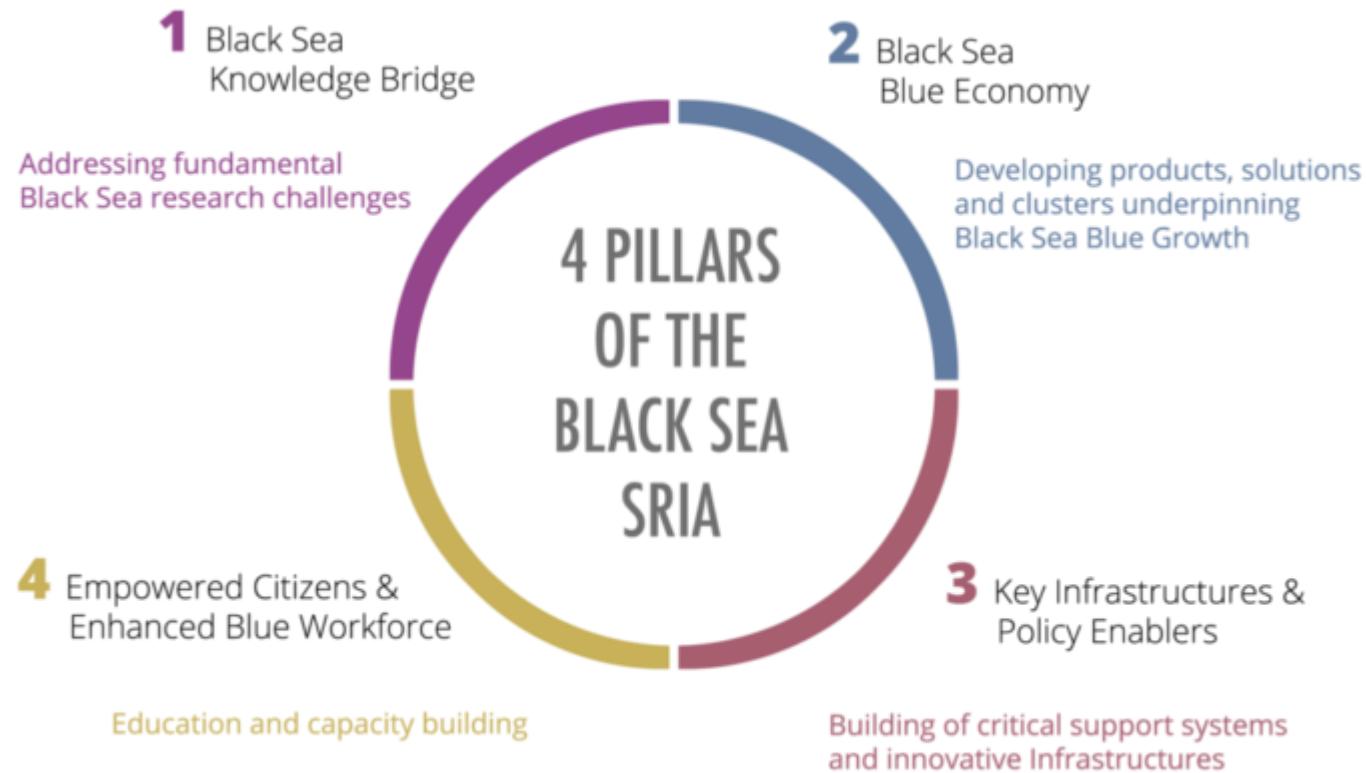 1 Black Sea
Knowledge Bridge
Addressing fundamental
Black Sea research challenges
2 Black Sea
Blue Economy
Developing products, solutions
and clusters underpinning
Black Sea Blue Growth
4 PILLARS
OF THE
BLACK SEA
SRIA
3 Key Infrastructures &
Policy Enablers
Building of critical support systems
and innovative Infrastructures
4 Empowered Citizens &
Enhanced Blue Workforce
Education and capacity building